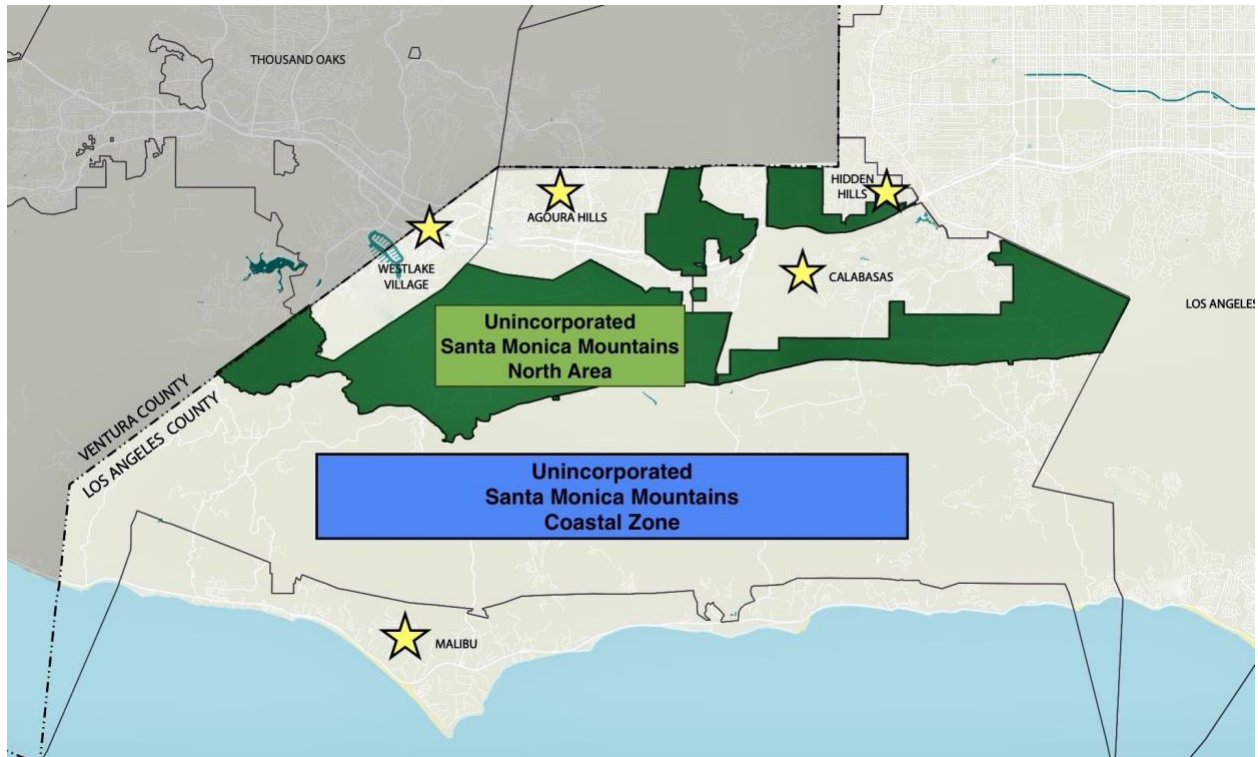 THOUSAND OAKS
HIDDEN
HILLS
AGOURA HILLS
WESTLAKE
VILLAGE
CALABASAS
LOS ANGELES
Unincorporated
Santa Monica Mountains
North Area
VENTURA COUNTY
LOS ANGELES COUNTY
Unincorporated
Santa Monica Mountains
Coastal Zone
MALIBU